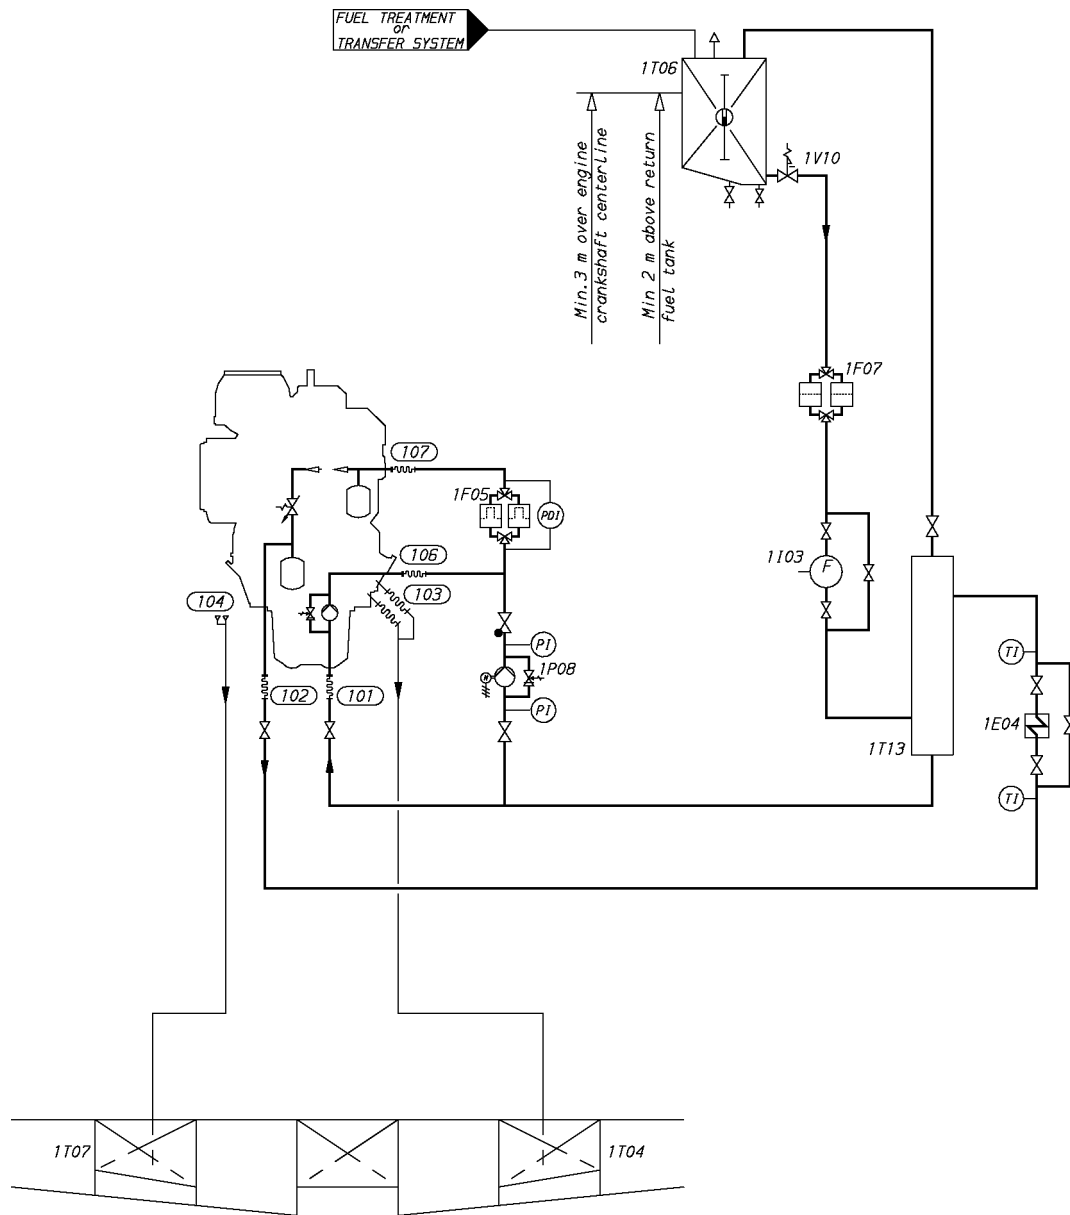 FUEL TREATMENT
or
TRANSFER SYSTEM
1T06
1V10
Min.3 m over engine
crankshaft centerline
Min 2 m above return
fuel tank
1F07
107
1F05
PDI
106
1I03
F
103
104
PI
TI
M
1P08
102
101
PI
1E04
1T13
TI
1T07
1T04